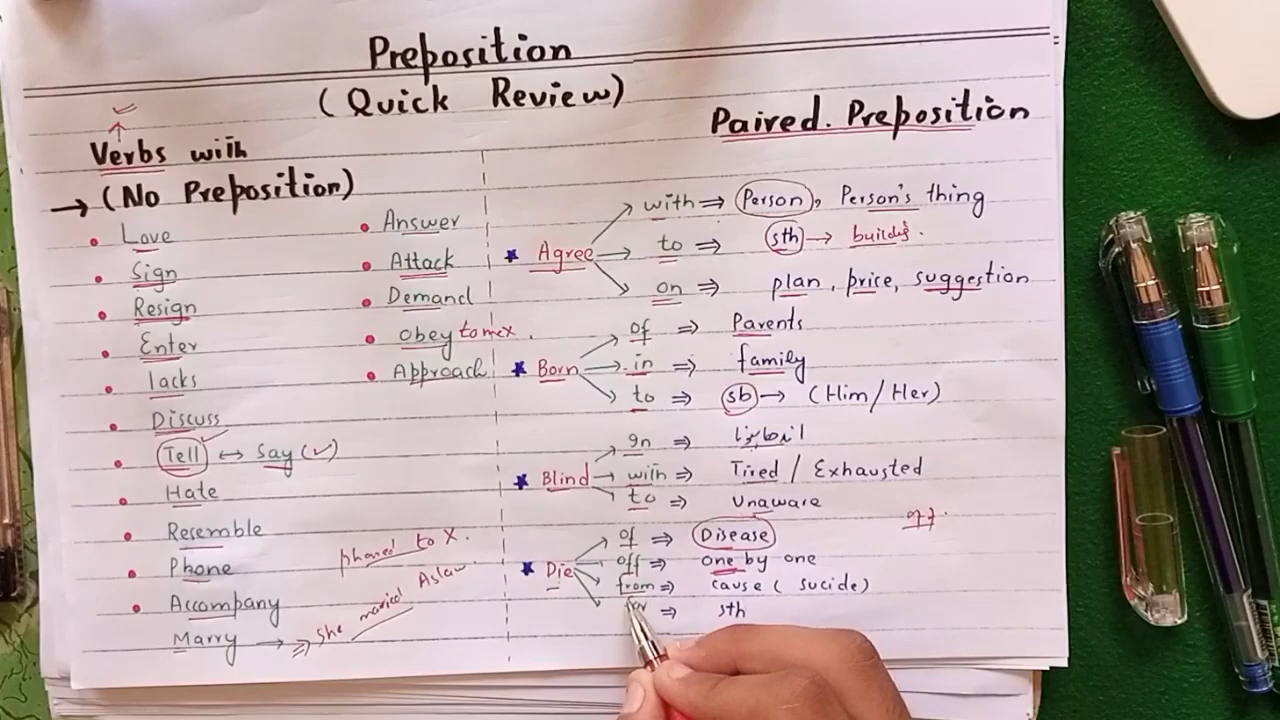 Preposition
(Quick Review)
Verbs with
→ (No Preposition)
• Love
• Sign
• Resign
• Enter
• lacks
• Discuss
• Tell ↔ Say (✓)
• Hate
• Resemble
• Phone
• Accompany
Marry → ⇒ She married Aslam.
phoned to X.
• Answer
• Attack
• Demand
• obey to mex.
• Approach
Paired. Preposition
★ Agree
with ⇒ Person, Person's thing
to ⇒ sth →
on ⇒ plan, price, suggestion
★ Born
of ⇒ Parents
in ⇒ family
to ⇒ sb → (Him/Her)
★ Blind
in ⇒
with ⇒ Tired / Exhausted
to ⇒ Unaware
★ Die
of ⇒ Disease
off ⇒ one by one
from ⇒ cause (sucide)
⇒ sth